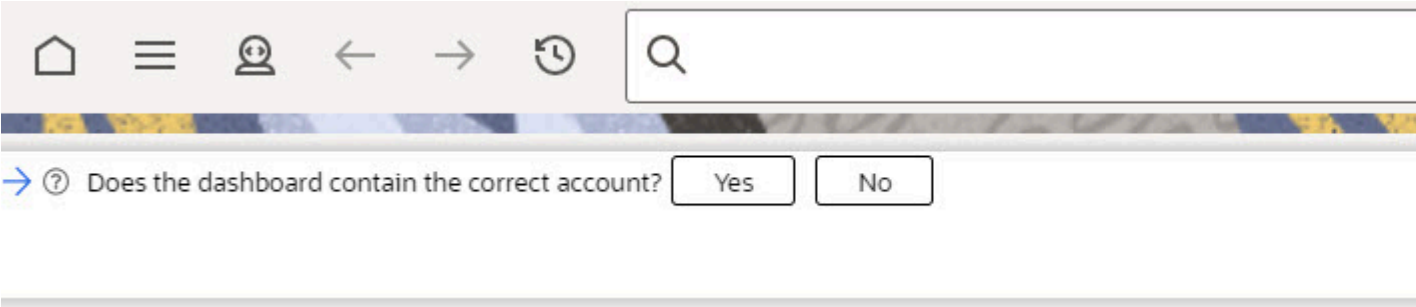 Does the dashboard contain the correct account? Yes No